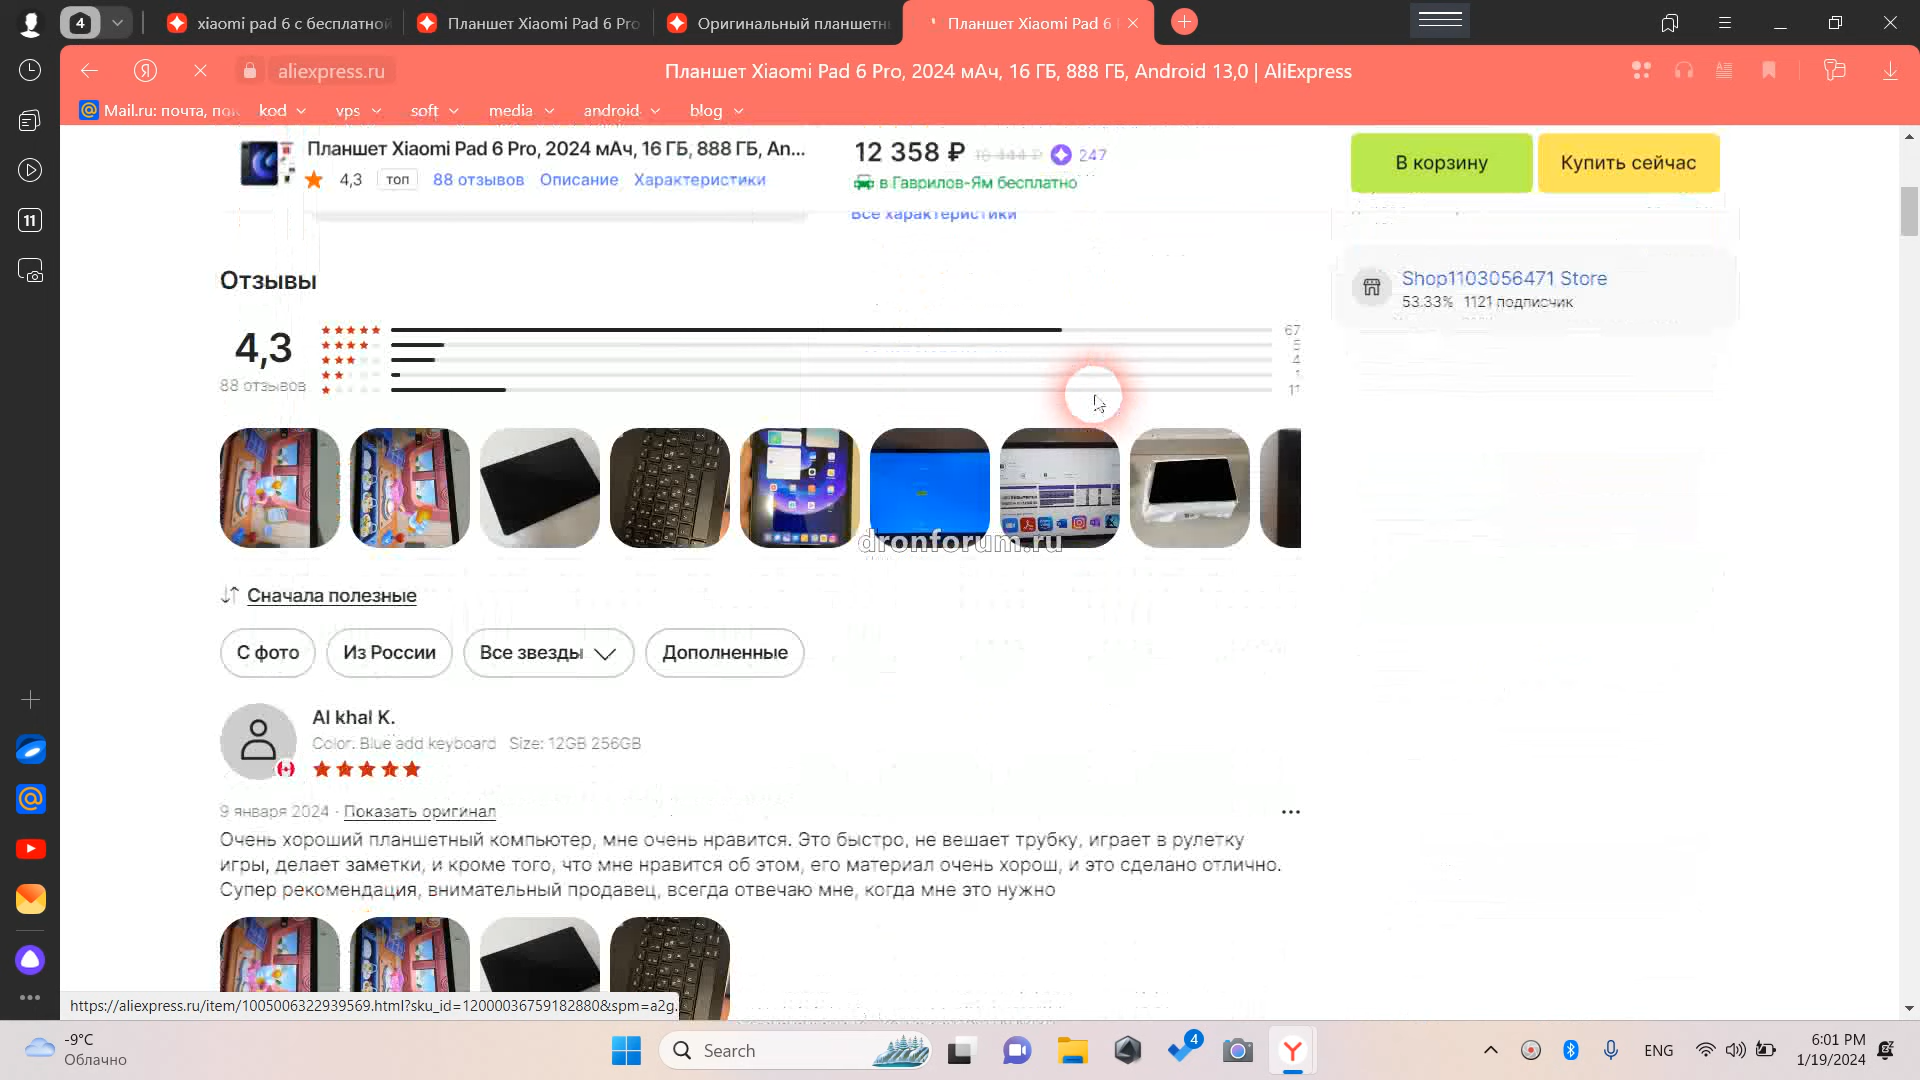 4
xiaomi pad 6 с бесплатной
Планшет Xiaomi Pad 6 Pro
Оригинальный планшетн
Планшет Xiaomi Pad 6
aliexpress.ru
Планшет Xiaomi Pad 6 Pro, 2024 мАч, 16 ГБ, 888 ГБ, Android 13,0 | AliExpress
Mail.ru: почта, пои
kod
vps
soft
media
android
blog
Планшет Xiaomi Pad 6 Pro, 2024 мАч, 16 ГБ, 888 ГБ, An...
12 358 ₽
247
В корзину
Купить сейчас
4,3
топ
88 отзывов
Описание
Характеристики
в Гаврилов-Ям бесплатно
Все характеристики
11
Отзывы
Shop1103056471 Store
53.33% 1121 подписчик
4,3
88 отзывов
67
5
4
1
11
dronforum.ru
Сначала полезные
С фото
Из России
Все звезды
Дополненные
Al khal K.
Color: Blue add keyboard Size: 12GB 256GB
9 января 2024 · Показать оригинал
Очень хороший планшетный компьютер, мне очень нравится. Это быстро, не вешает трубку, играет в рулетку
игры, делает заметки, и кроме того, что мне нравится об этом, его материал очень хорош, и это сделано отлично.
Супер рекомендация, внимательный продавец, всегда отвечаю мне, когда мне это нужно
https://aliexpress.ru/item/1005006322939569.html?sku_id=12000036759182880&spm=a2g.
-9°C
Облачно
Search
4
ENG
6:01 PM
1/19/2024